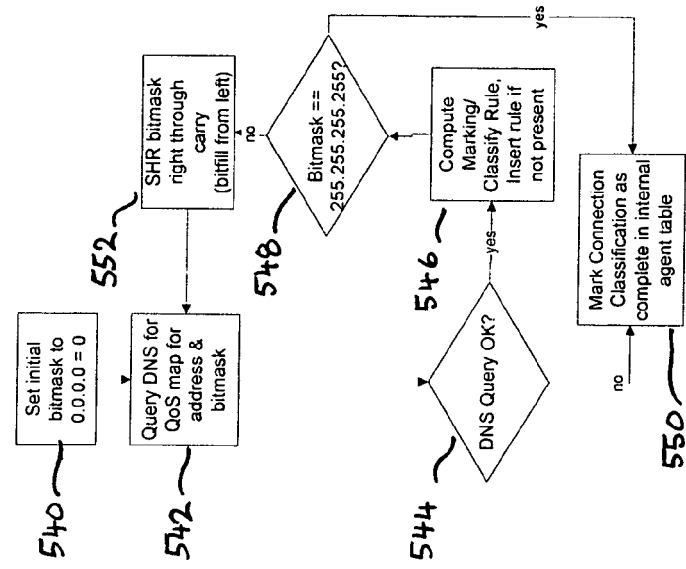 540
Set initial
bitmask to
0.0.0.0 = 0
542
Query DNS for
QoS map for
address &
bitmask
552
SHR bitmask
right through
carry
(bitfill from left)
544
DNS Query OK?
yes
546
Compute
Marking/
Classify Rule,
Insert rule if
not present
548
Bitmask ==
255.255.255.255?
no
yes
no
550
Mark Connection
Classification as
complete in internal
agent table